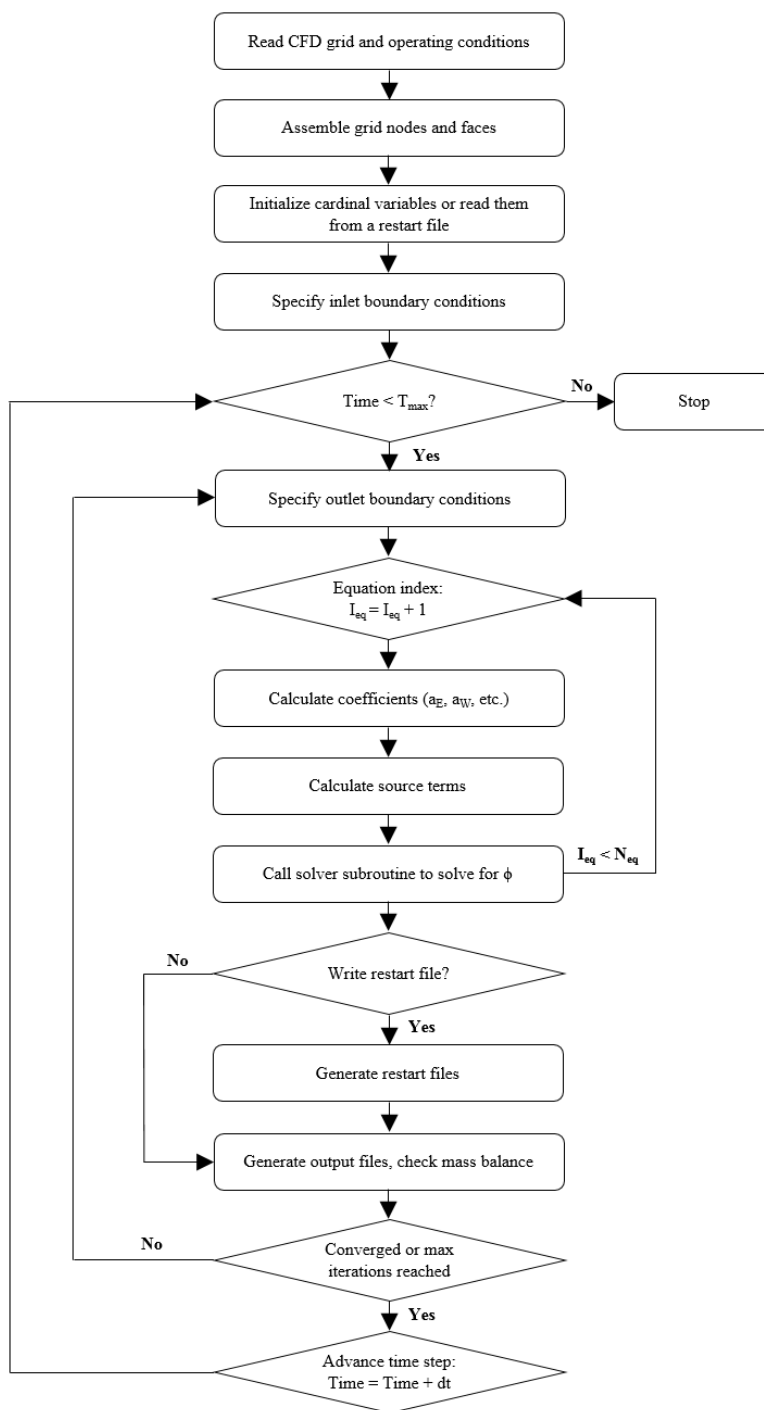 Read CFD grid and operating conditions
Assemble grid nodes and faces
Initialize cardinal variables or read them
from a restart file
Specify inlet boundary conditions
Time < Tmax?
No
Stop
Yes
Specify outlet boundary conditions
Equation index:
Ieq = Ieq + 1
Calculate coefficients (aE, aW, etc.)
Calculate source terms
Ieq < Neq
Call solver subroutine to solve for ϕ
No
Write restart file?
Yes
Generate restart files
Generate output files, check mass balance
No
Converged or max
iterations reached
Yes
Advance time step:
Time = Time + dt